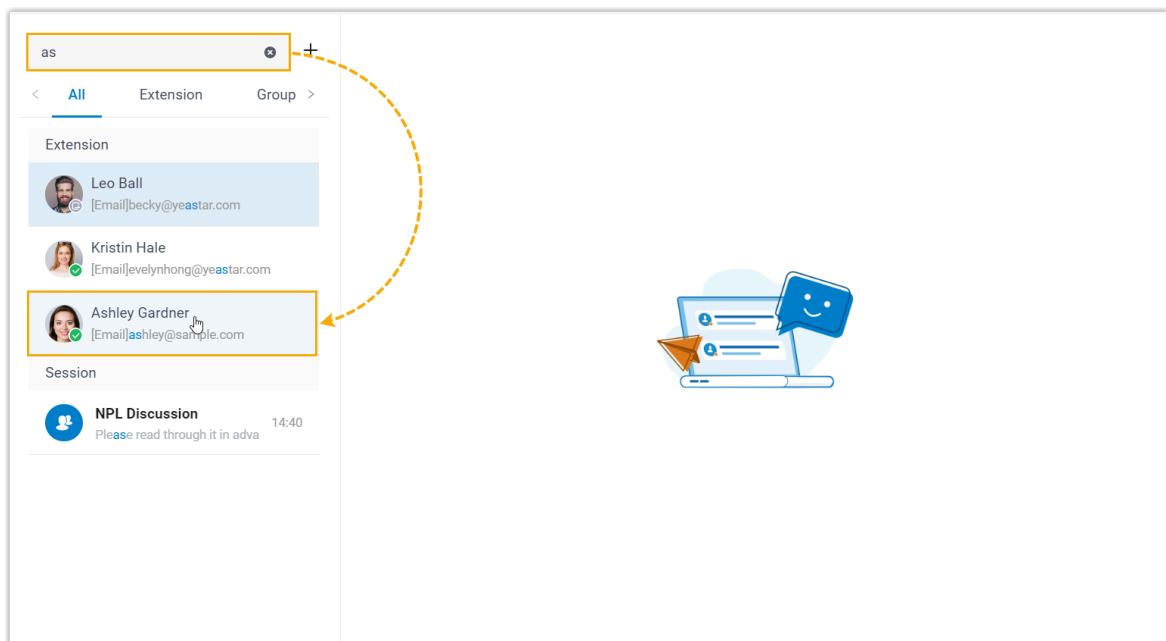 as
All Extension Group
Extension
Leo Ball
[Email]becky@yeastar.com
Kristin Hale
[Email]evelynhong@yeastar.com
Ashley Gardner
[Email]ashley@sample.com
Session
NPL Discussion 14:40
Please read through it in adva